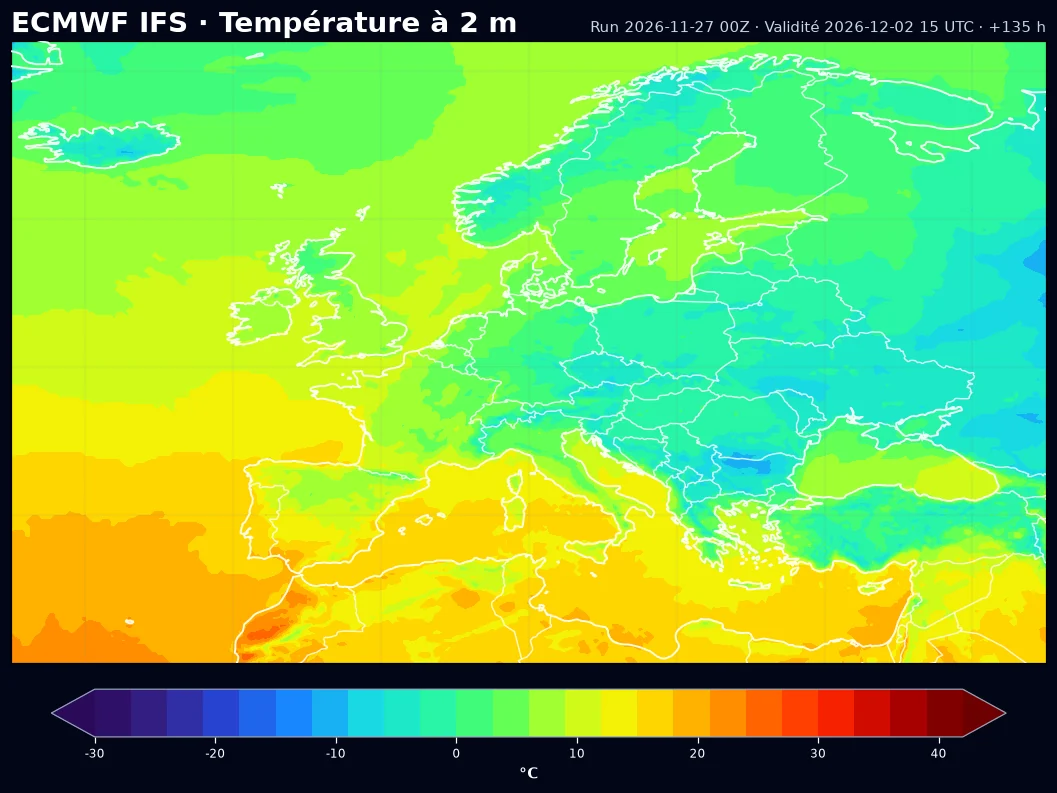 ECMWF IFS · Température à 2 m
Run 2026-11-27 00Z · Validité 2026-12-02 15 UTC · +135 h
-30 -20 -10 0 10 20 30 40
°C